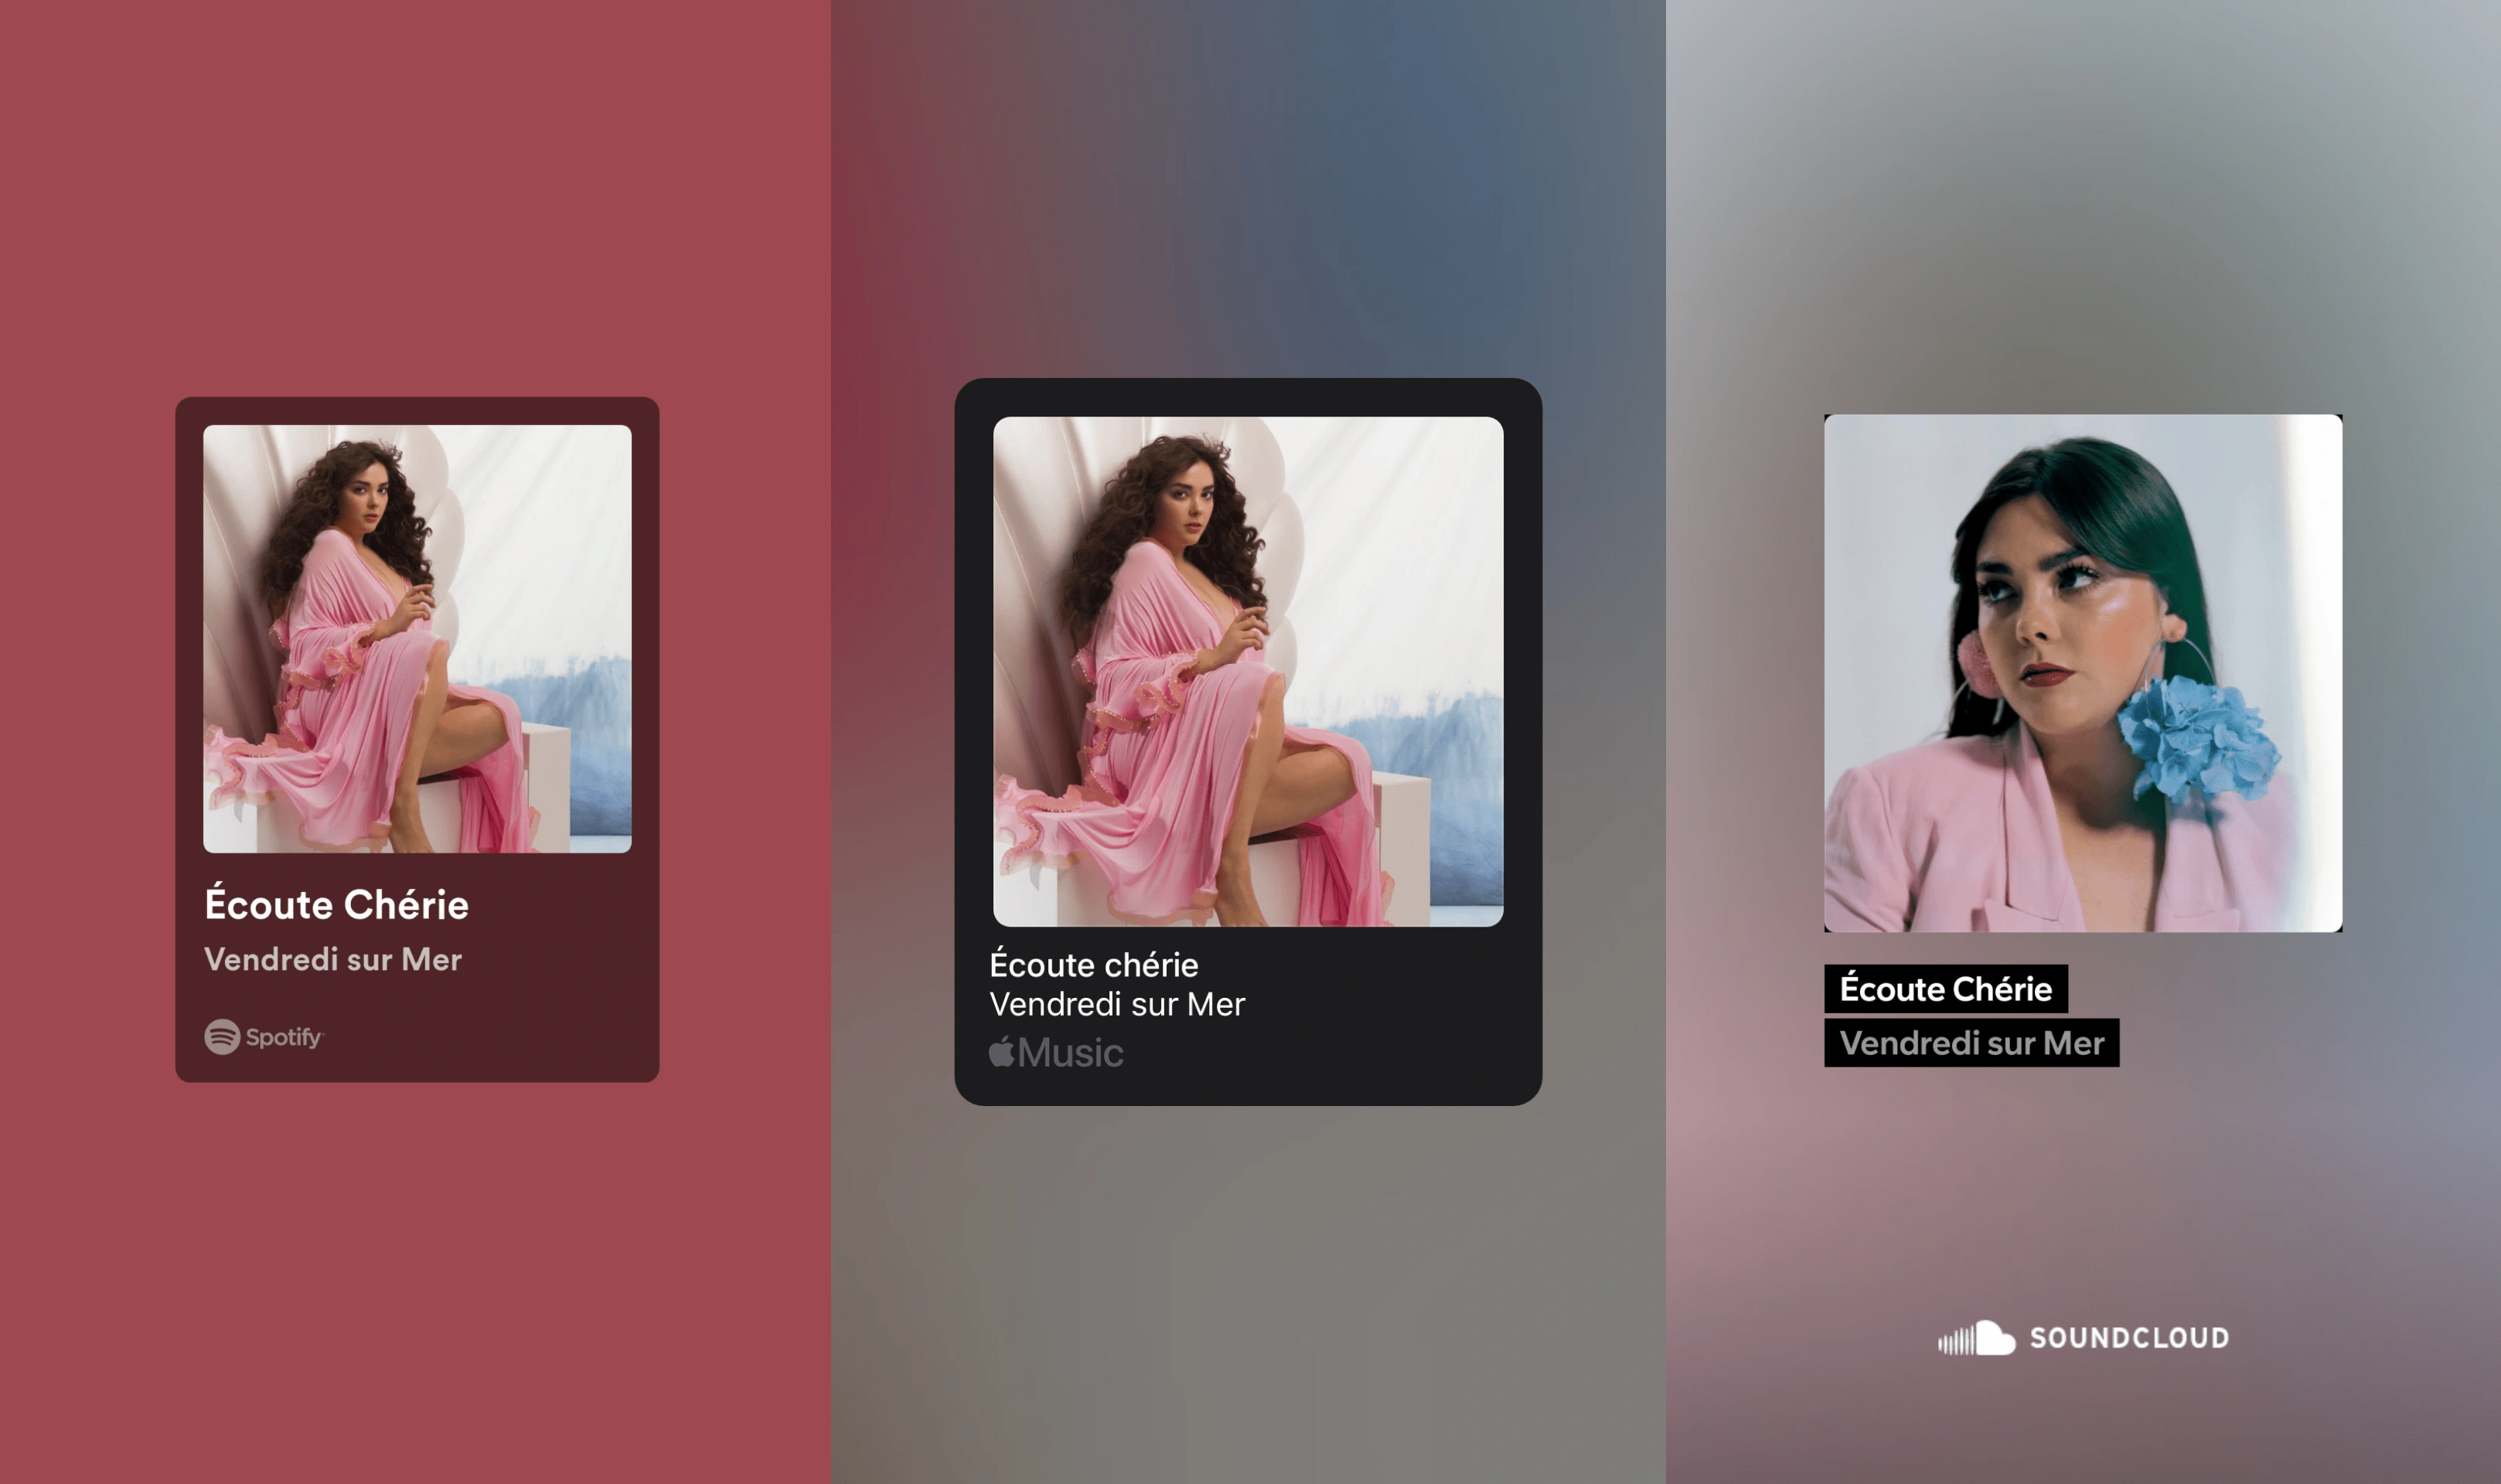 Écoute Chérie
Vendredi sur Mer
Spotify
Écoute chérie
Vendredi sur Mer
Music
Écoute Chérie
Vendredi sur Mer
SOUNDCLOUD